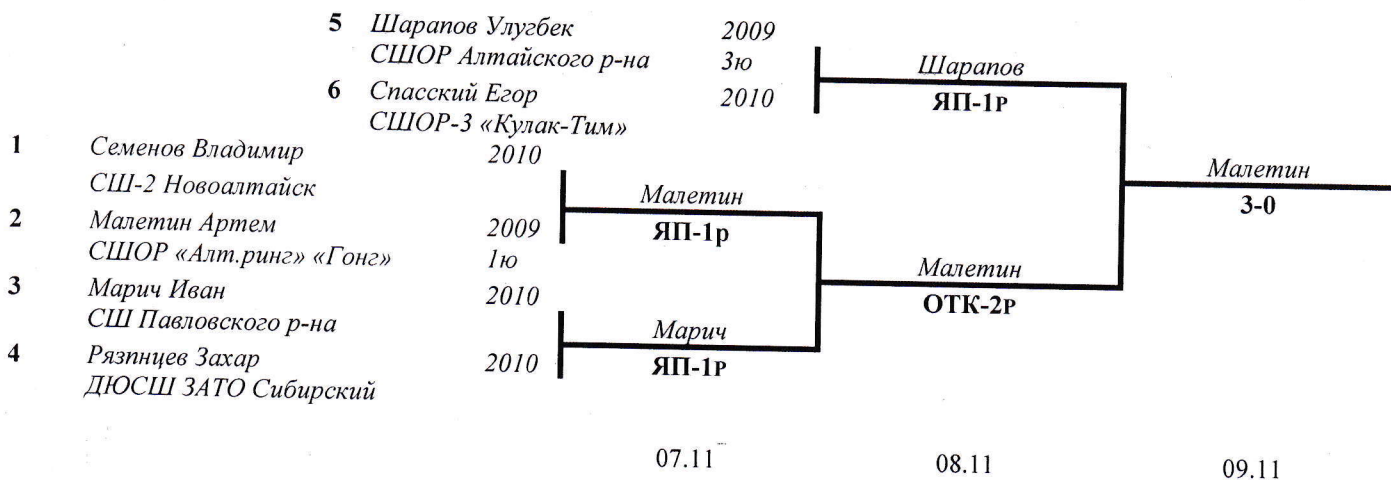 5 Шарапов Улугбек 2009
СШОР Алтайского р-на 3ю
Шарапов
6 Спасский Егор 2010
ЯП-1Р
СШОР-3 «Кулак-Тим»
1 Семенов Владимир 2010
СШ-2 Новоалтайск
Малетин
Малетин
3-0
2 Малетин Артем 2009
ЯП-1р
СШОР «Алт.ринг» «Гонг» 1ю
Малетин
3 Марич Иван 2010
ОТК-2Р
СШ Павловского р-на
Марич
4 Рязпнцев Захар 2010
ЯП-1Р
ДЮСШ ЗАТО Сибирский
07.11 08.11 09.11